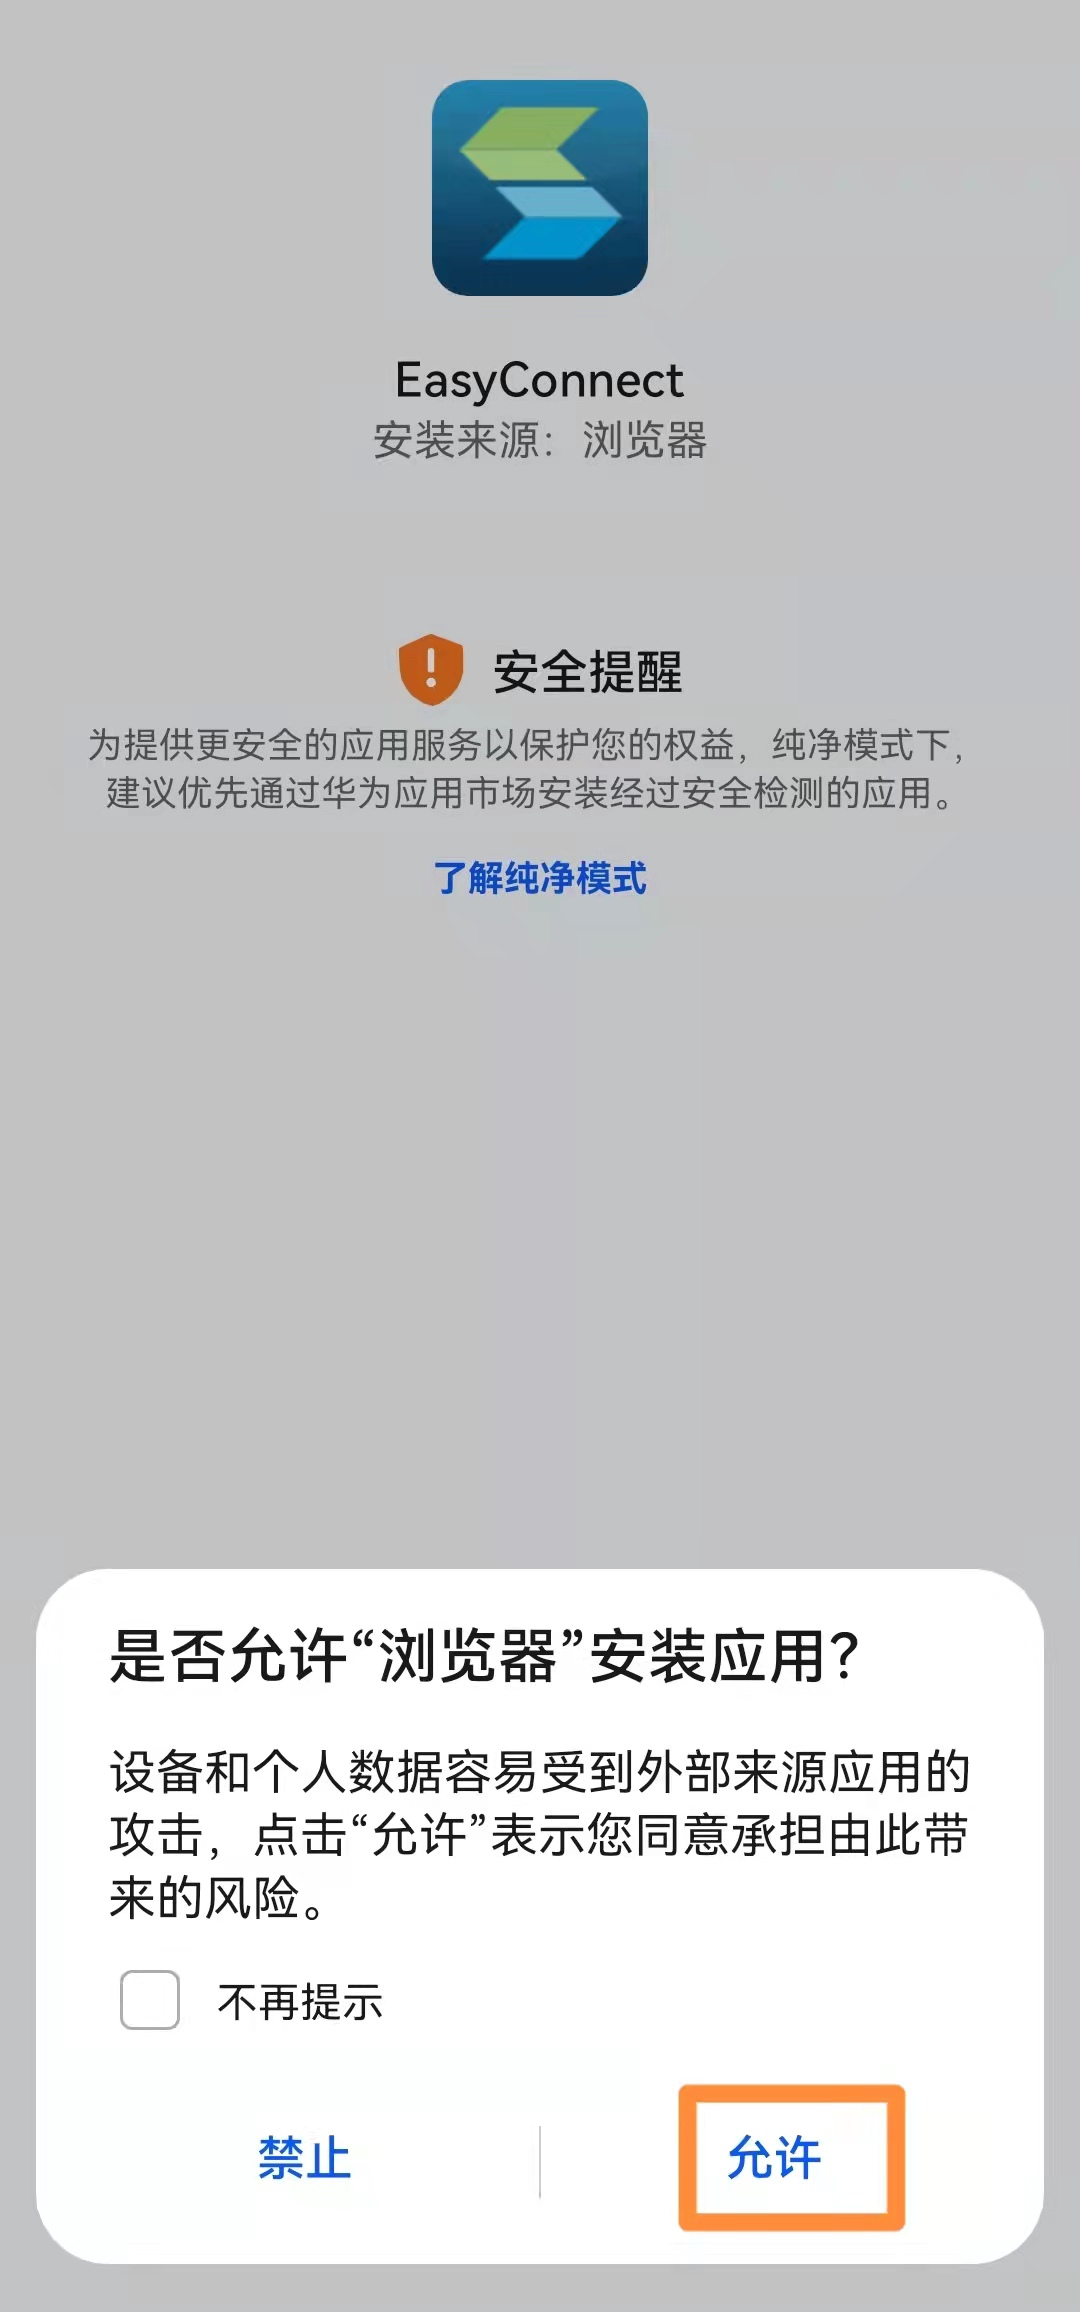 EasyConnect
安装来源：浏览器
安全提醒
为提供更安全的应用服务以保护您的权益，纯净模式下，
建议优先通过华为应用市场安装经过安全检测的应用。
了解纯净模式
是否允许“浏览器”安装应用？
设备和个人数据容易受到外部来源应用的
攻击，点击“允许”表示您同意承担由此带
来的风险。
不再提示
禁止
允许